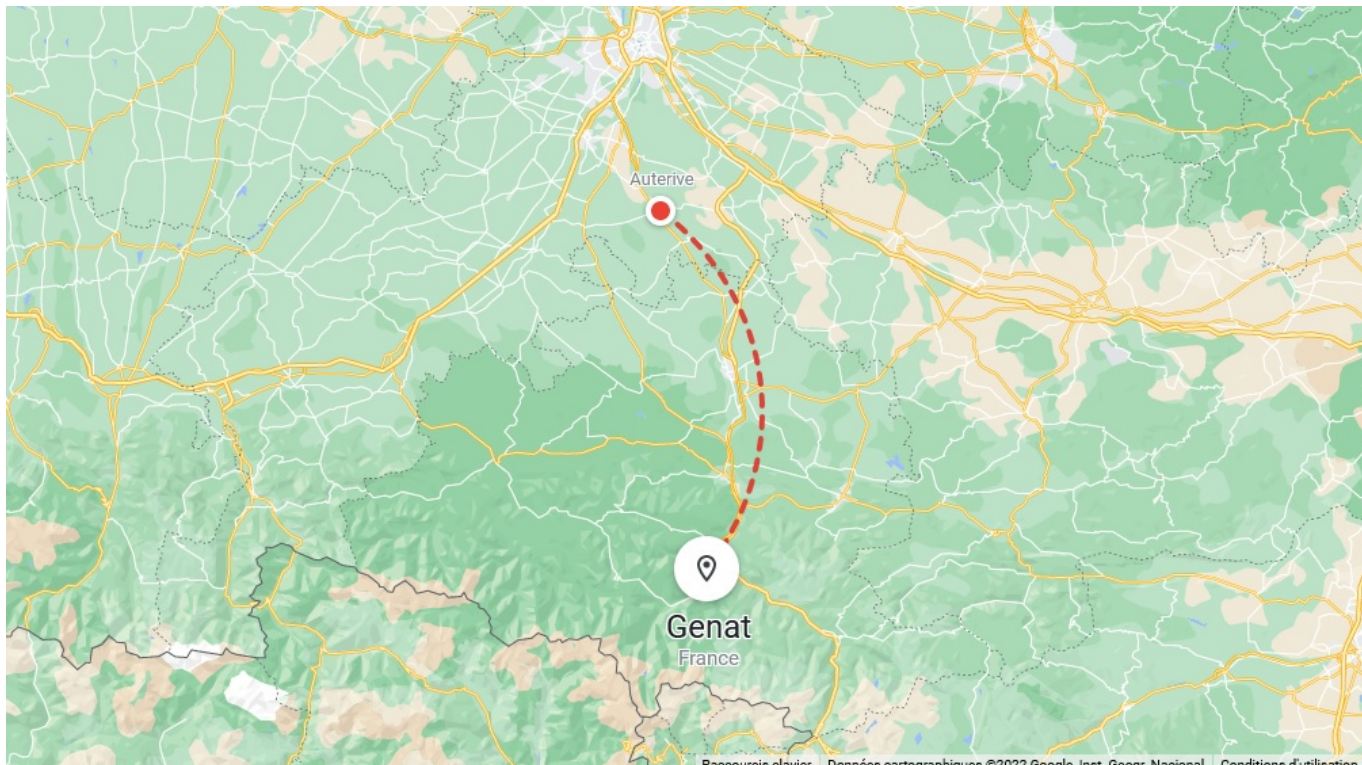 Auterive
Genat
France
Raccourcis clavier Données cartographiques ©2022 Google, Inst. Geogr. Nacional Conditions d'utilisation